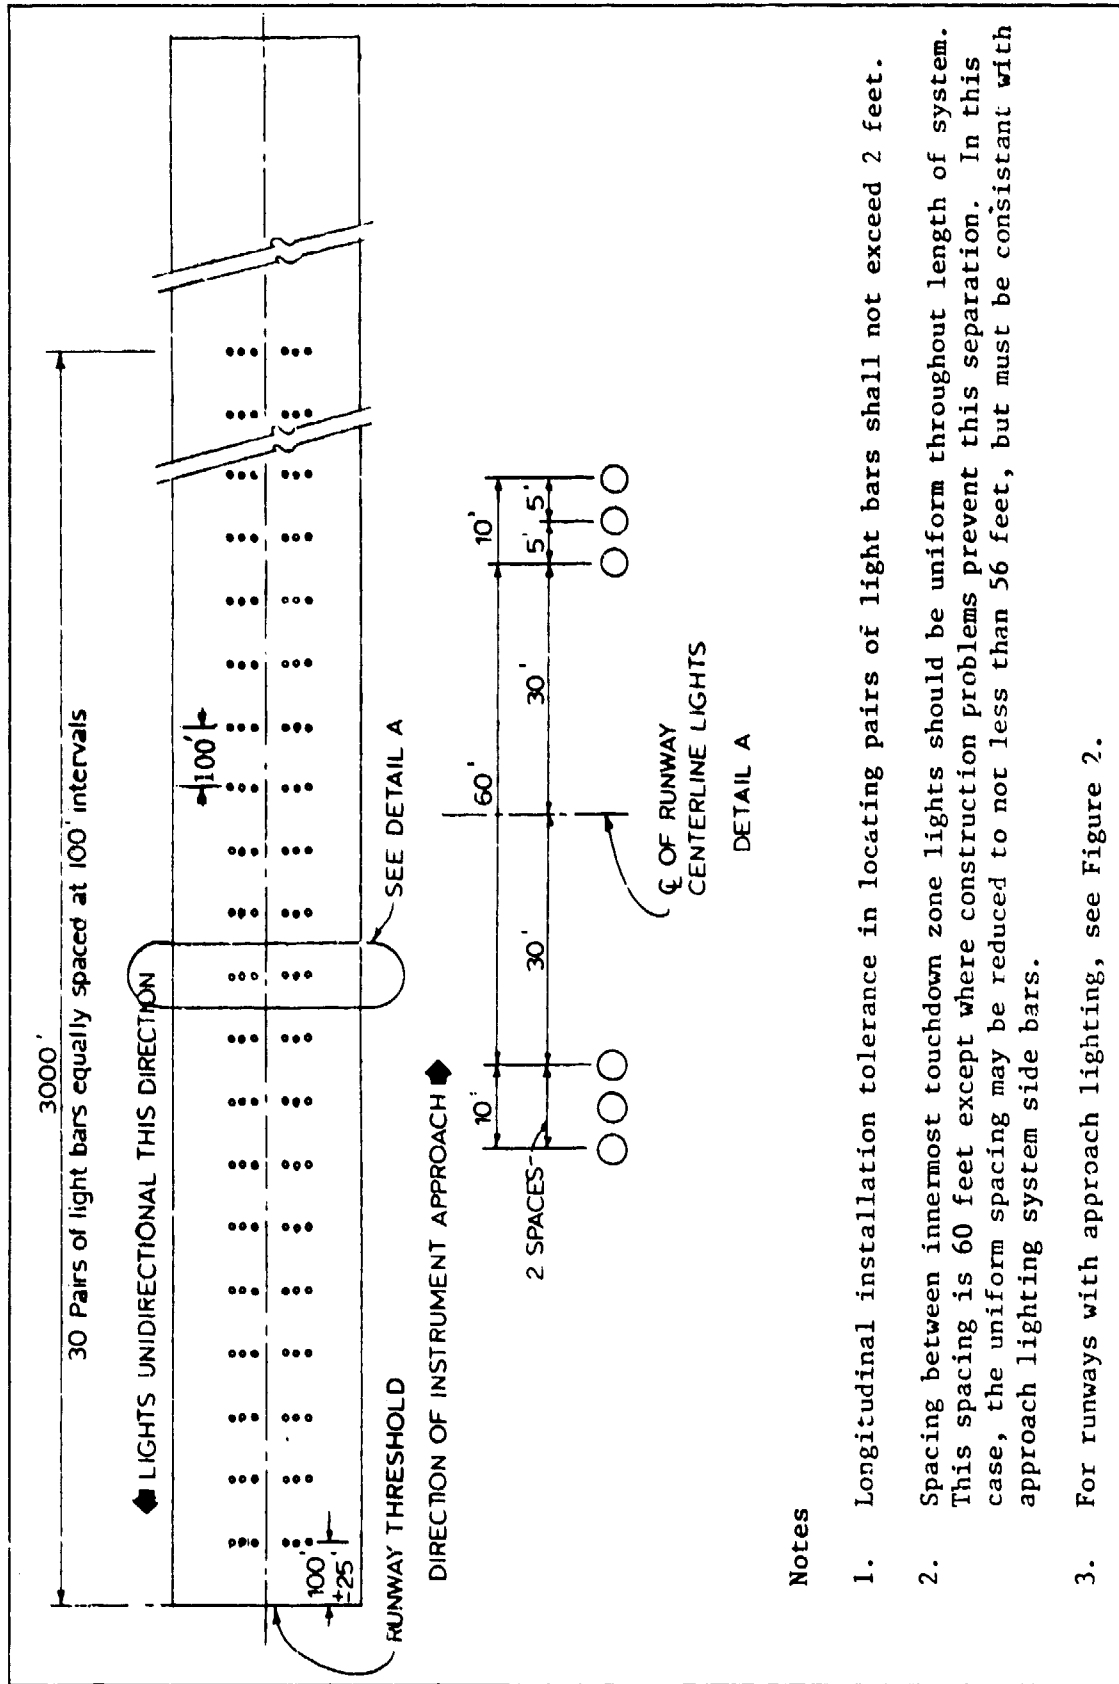 3000'
30 Pairs of light bars equally spaced at 100' intervals
LIGHTS UNIDIRECTIONAL THIS DIRECTION
100'
SEE DETAIL A
100'
±25'
RUNWAY THRESHOLD
DIRECTION OF INSTRUMENT APPROACH
10'
60'
10'
2 SPACES
30'
30'
5'
5'
℄ OF RUNWAY
CENTERLINE LIGHTS
DETAIL A
Notes
1. Longitudinal installation tolerance in locating pairs of light bars shall not exceed 2 feet.
2. Spacing between innermost touchdown zone lights should be uniform throughout length of system.
This spacing is 60 feet except where construction problems prevent this separation. In this
case, the uniform spacing may be reduced to not less than 56 feet, but must be consistant with
approach lighting system side bars.
3. For runways with approach lighting, see Figure 2.